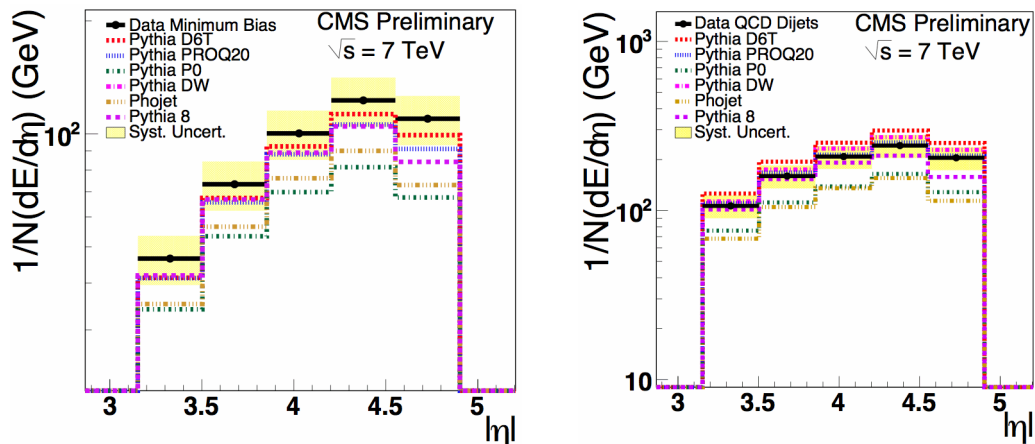 Data Minimum Bias
Pythia D6T
Pythia PROQ20
Pythia P0
Pythia DW
Phojet
Pythia 8
Syst. Uncert.
CMS Preliminary
√s = 7 TeV
1/N(dE/dη) (GeV)
10²
3 3.5 4 4.5 5
|η|
Data QCD Dijets
Pythia D6T
Pythia PROQ20
Pythia P0
Pythia DW
Phojet
Pythia 8
Syst. Uncert.
CMS Preliminary
√s = 7 TeV
1/N(dE/dη) (GeV)
10³
10²
10
3 3.5 4 4.5 5
|η|